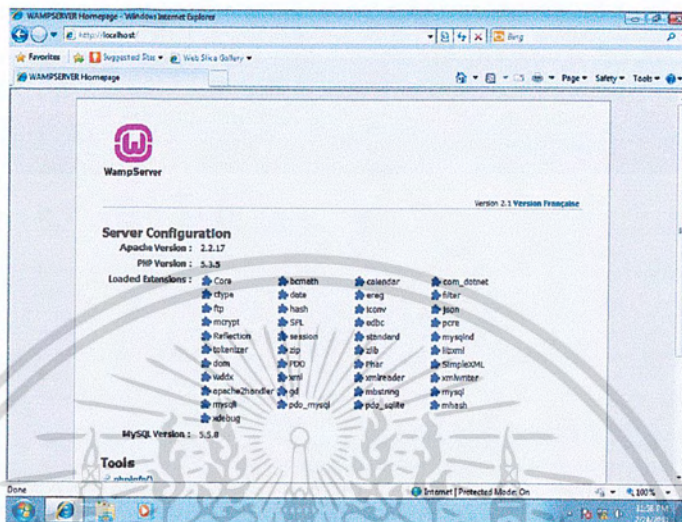 WAMPSERVER Homepage - Windows Internet Explorer
http://localhost/
Bing
Favorites Suggested Sites Web Slice Gallery
WAMPSERVER Homepage Page Safety Tools
WampServer
Version 2.1 Version Française
Server Configuration
Apache Version : 2.2.17
PHP Version : 5.3.5
Loaded Extensions : Core bcmath calendar com_dotnet
ctype date ereg filter
ftp hash iconv json
mcrypt SPL odbc pcre
Reflection session standard mysqlnd
tokenizer zip zlib libxml
dom PDO Phar SimpleXML
wddx xml xmlreader xmlwriter
apache2handler gd mbstring mysql
mysqli pdo_mysql pdo_sqlite mhash
xdebug
MySQL Version : 5.5.8
Tools
phpinfo()
Done Internet | Protected Mode: On 100%